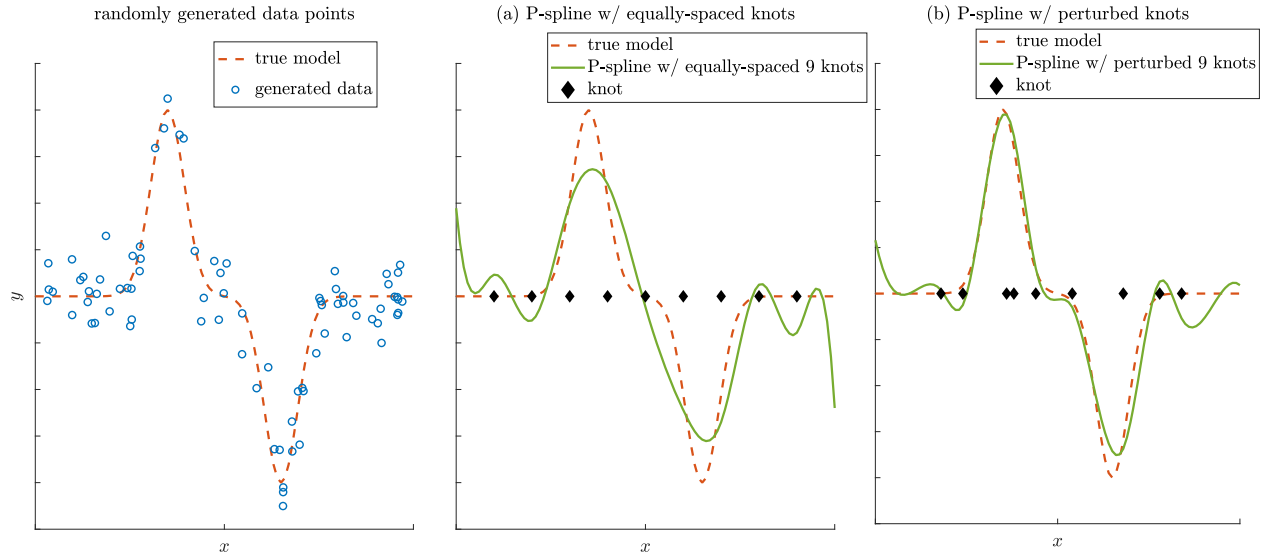 randomly generated data points
true model
generated data
y
x
(a) P-spline w/ equally-spaced knots
true model
P-spline w/ equally-spaced 9 knots
knot
x
(b) P-spline w/ perturbed knots
true model
P-spline w/ perturbed 9 knots
knot
x